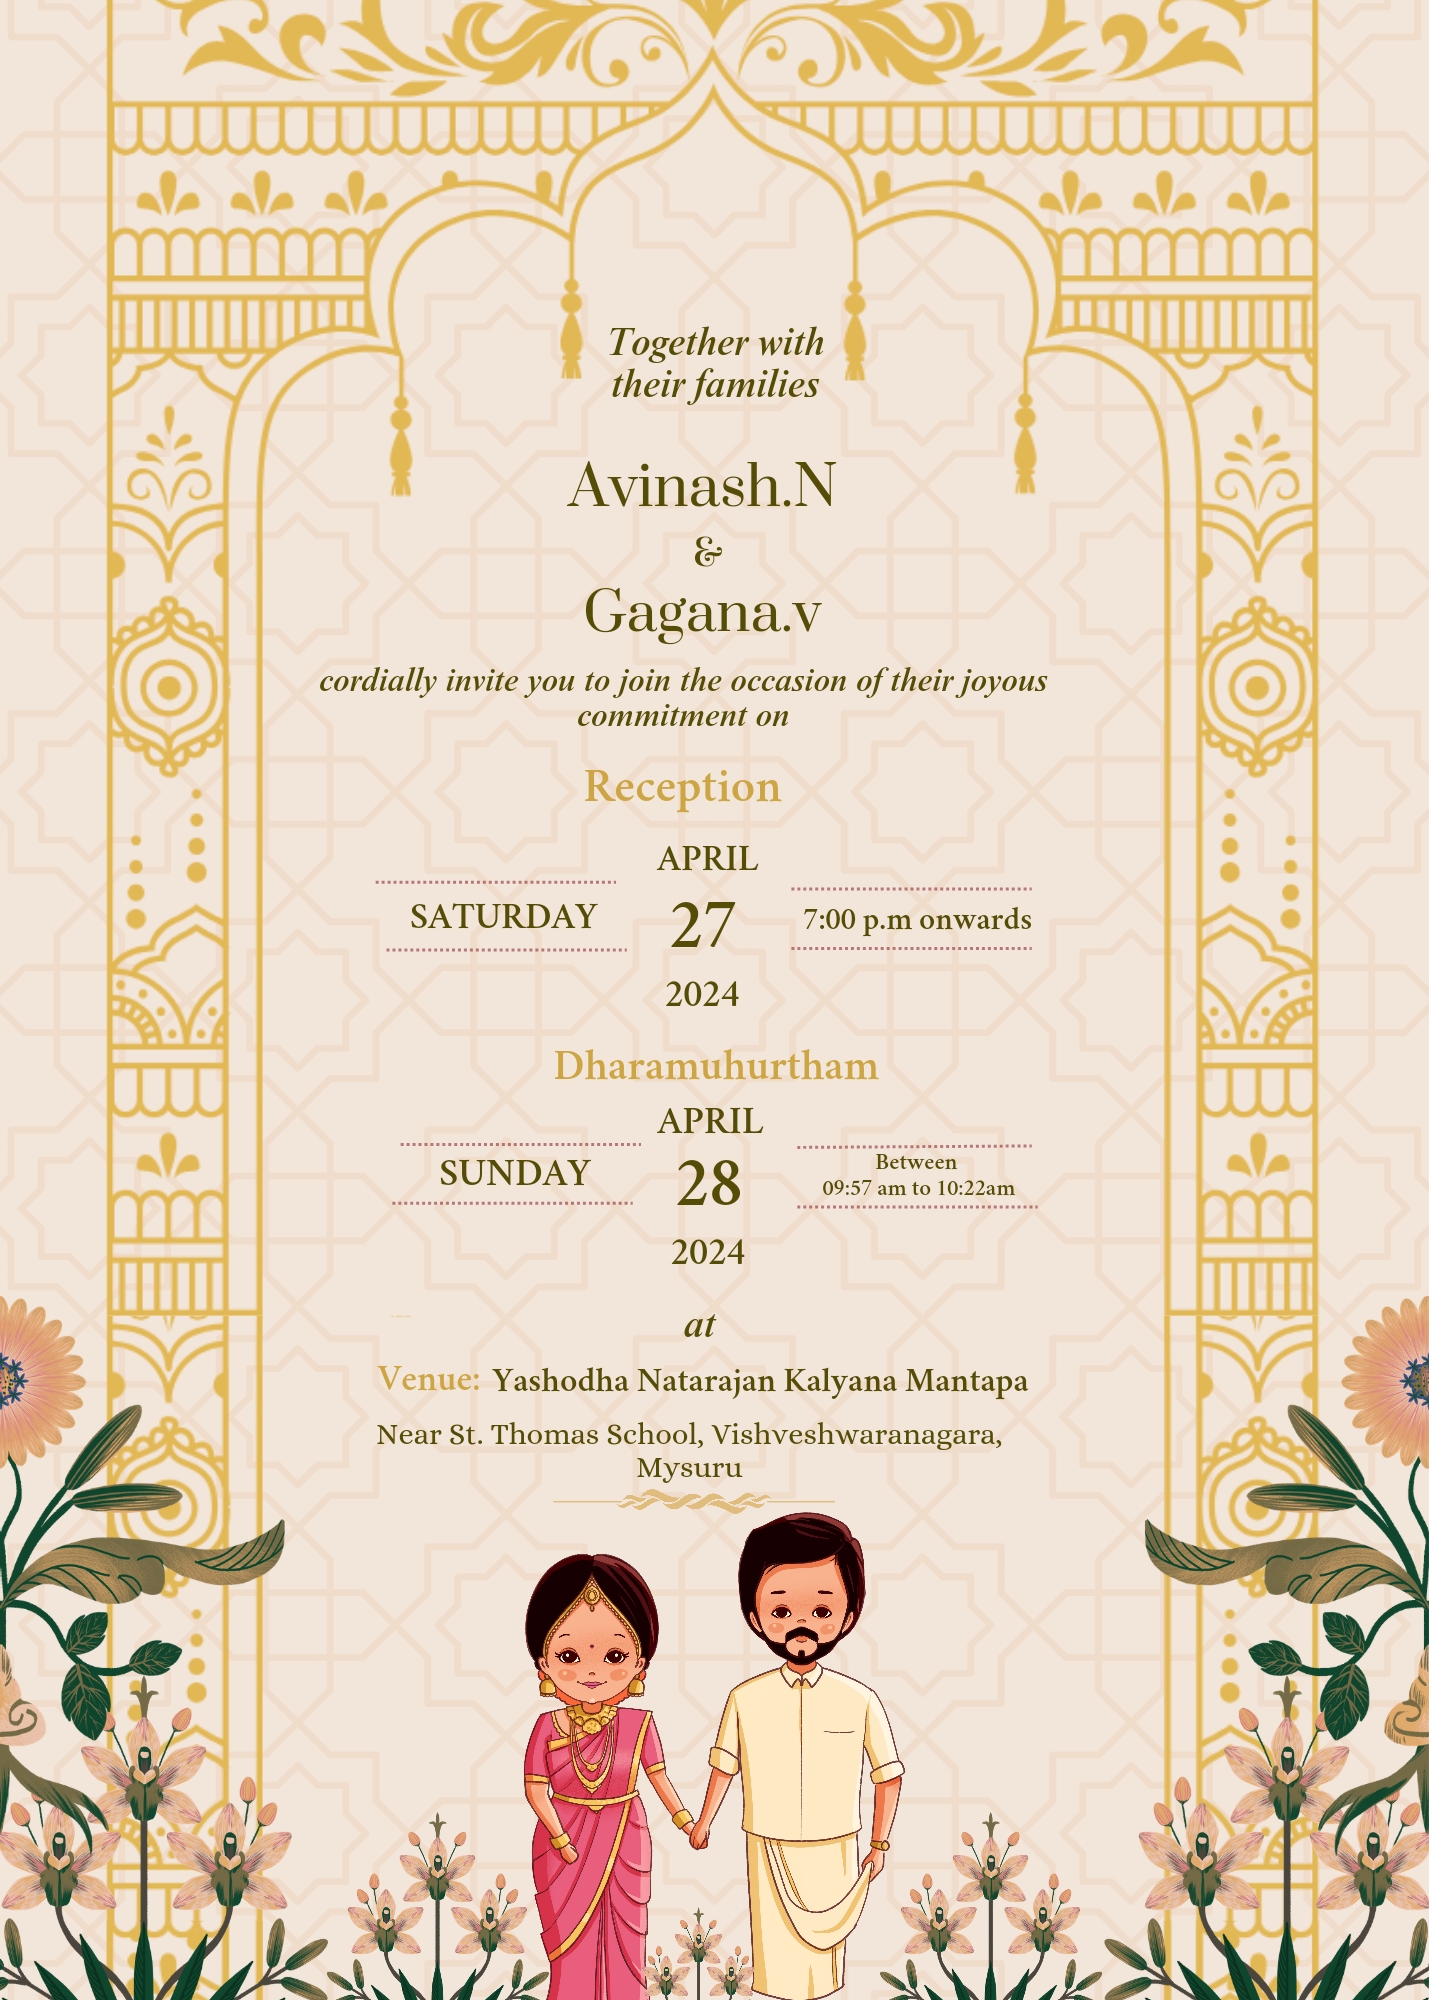 Together with
their families
Avinash.N
&
Gagana.v
cordially invite you to join the occasion of their joyous
commitment on
Reception
APRIL
SATURDAY 27 7:00 p.m onwards
2024
Dharamuhurtham
APRIL
Between
SUNDAY 28 09:57 am to 10:22am
2024
at
Venue: Yashodha Natarajan Kalyana Mantapa
Near St. Thomas School, Vishveshwaranagara,
Mysuru